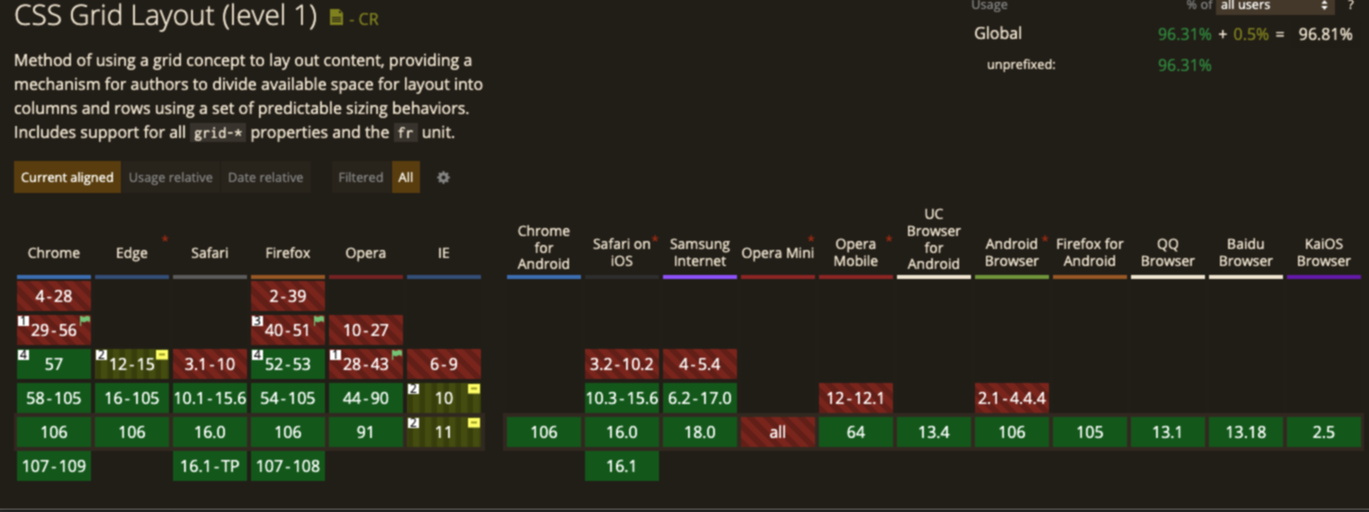 CSS Grid Layout (level 1) - CR
Usage % of all users ?
Global 96.31% + 0.5% = 96.81%
unprefixed: 96.31%
Method of using a grid concept to lay out content, providing a
mechanism for authors to divide available space for layout into
columns and rows using a set of predictable sizing behaviors.
Includes support for all grid-* properties and the fr unit.
Current aligned Usage relative Date relative Filtered All
Chrome Edge * Safari Firefox Opera IE
Chrome for Android
Safari on iOS *
Samsung Internet
Opera Mini *
Opera Mobile *
UC Browser for Android
Android Browser *
Firefox for Android
QQ Browser
Baidu Browser
KaiOS Browser
4-28 2-39
1 29-56 3 40-51 10-27
4 57 2 12-15 3.1-10 4 52-53 1 28-43 6-9 3.2-10.2 4-5.4
58-105 16-105 10.1-15.6 54-105 44-90 2 10 10.3-15.6 6.2-17.0 12-12.1 2.1-4.4.4
106 106 16.0 106 91 2 11 106 16.0 18.0 all 64 13.4 106 105 13.1 13.18 2.5
107-109 16.1-TP 107-108 16.1